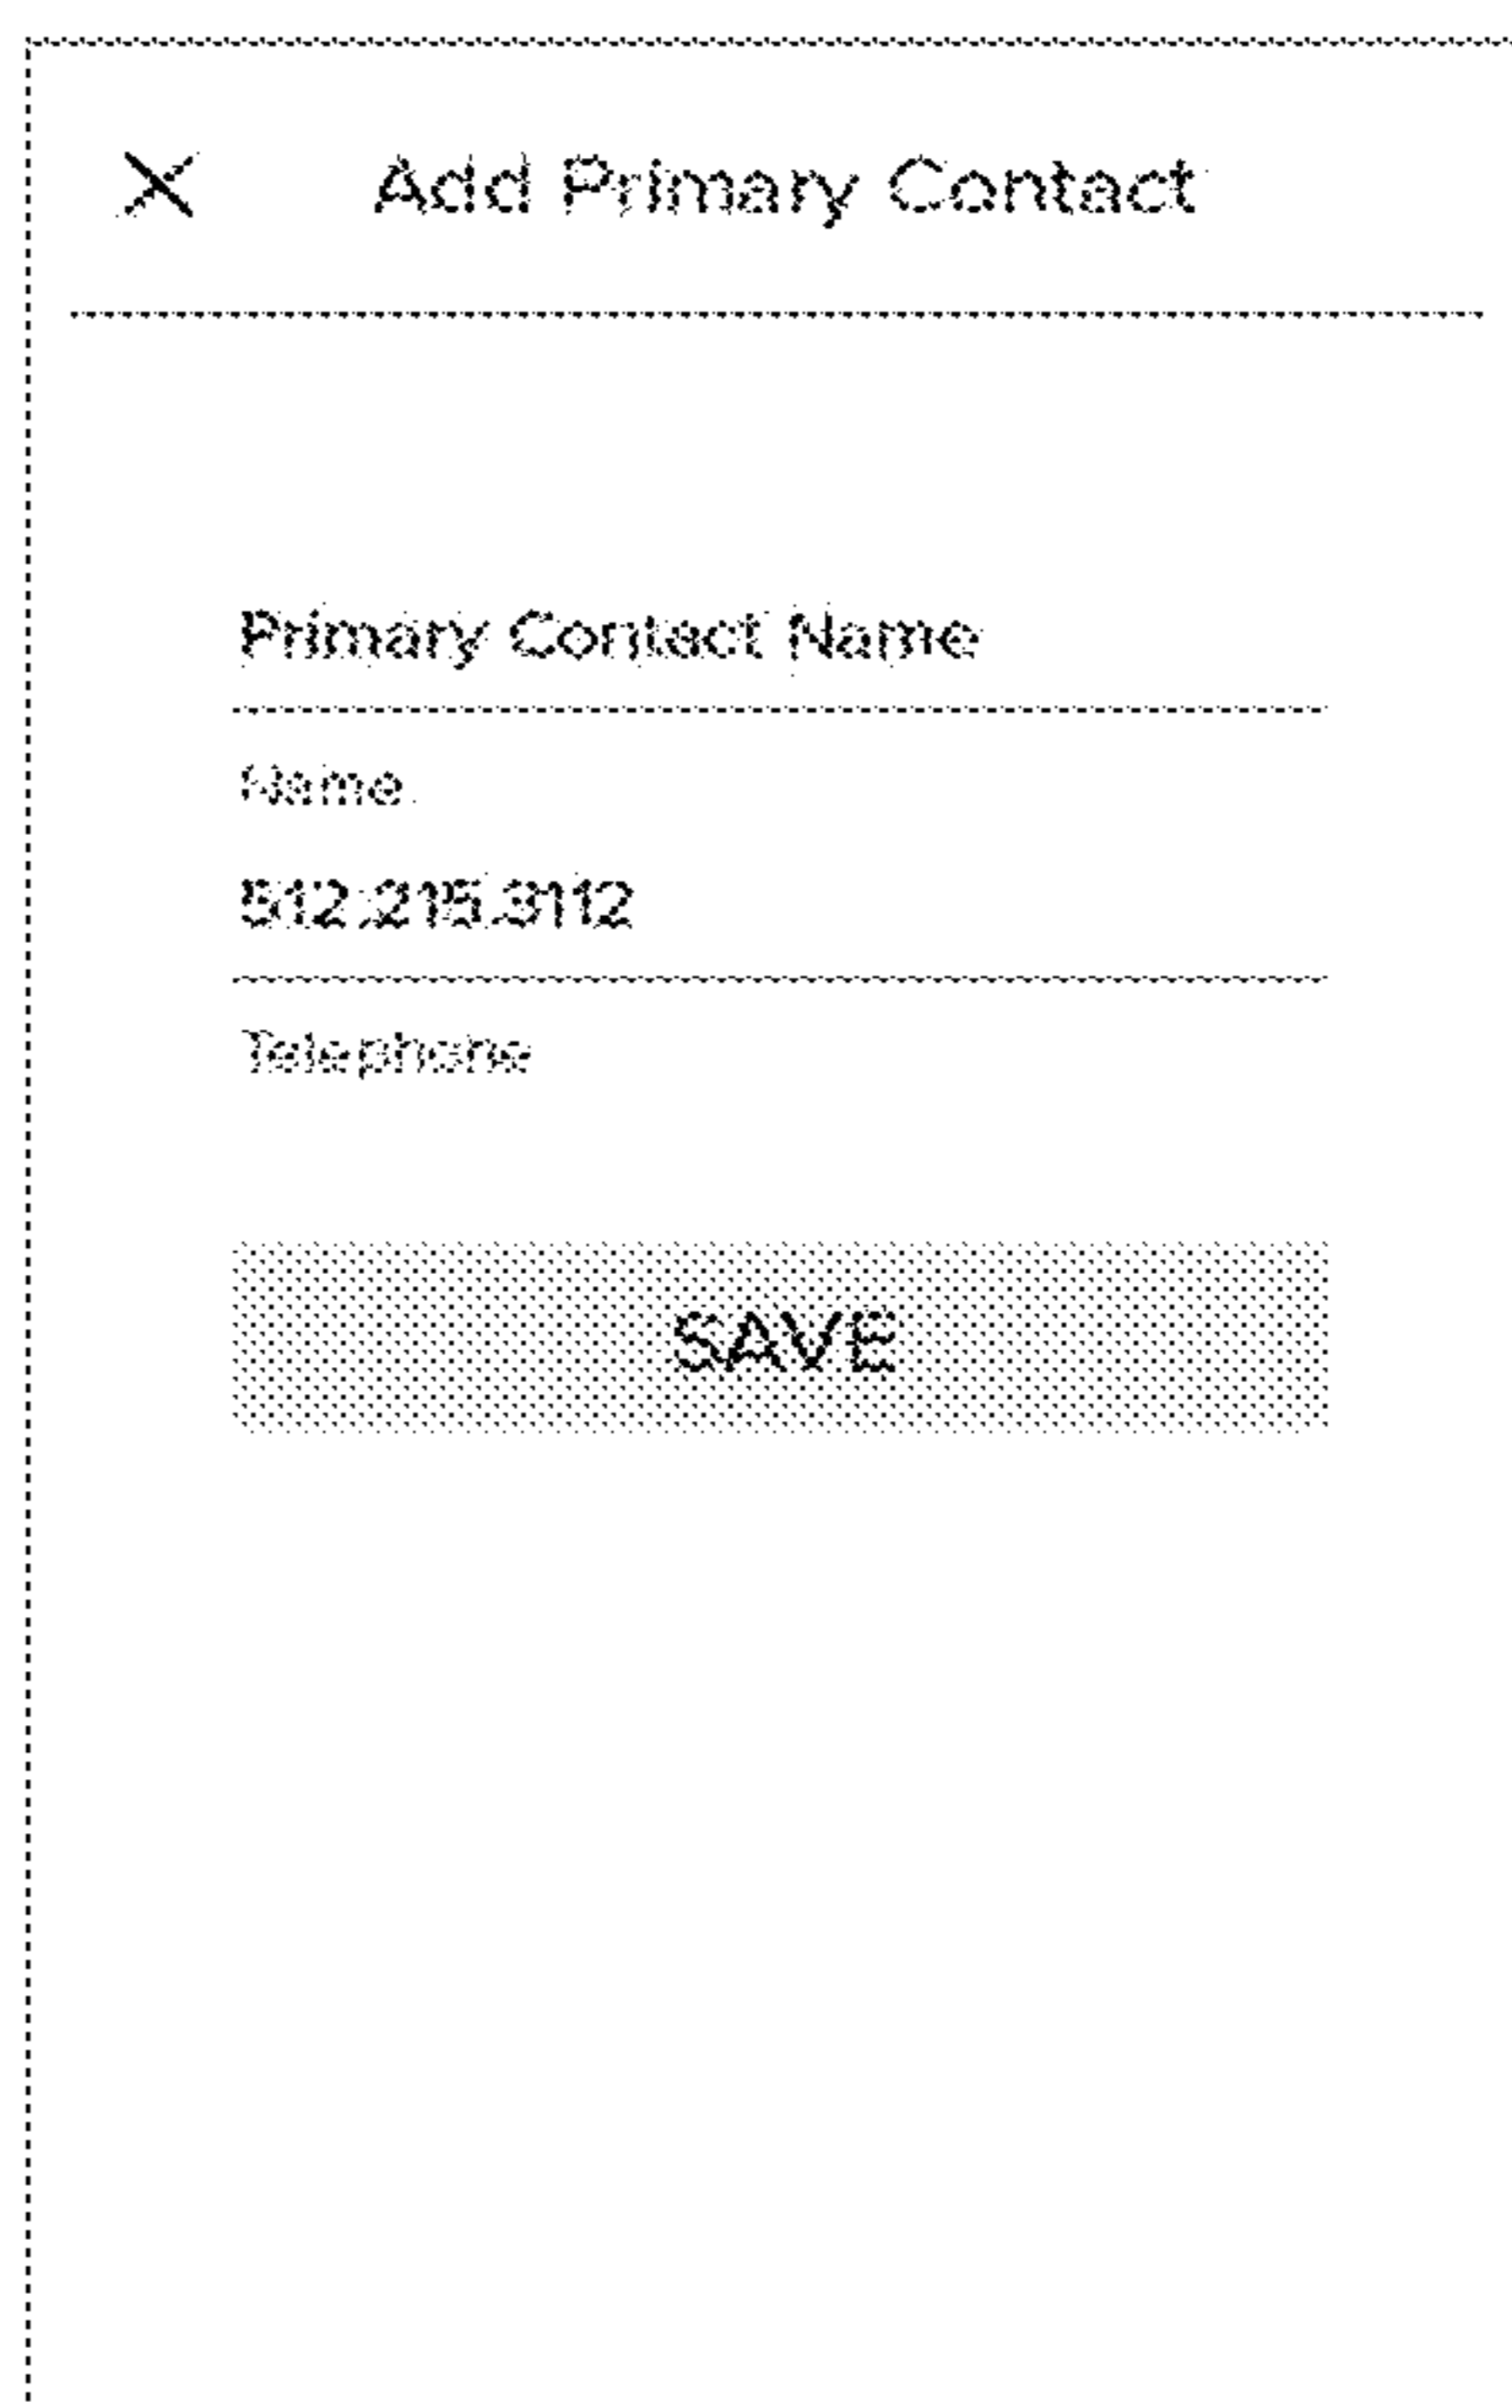 Add Primary Contact
Primary Contact Name
Name
512.215.3112
Telephone
SAVE